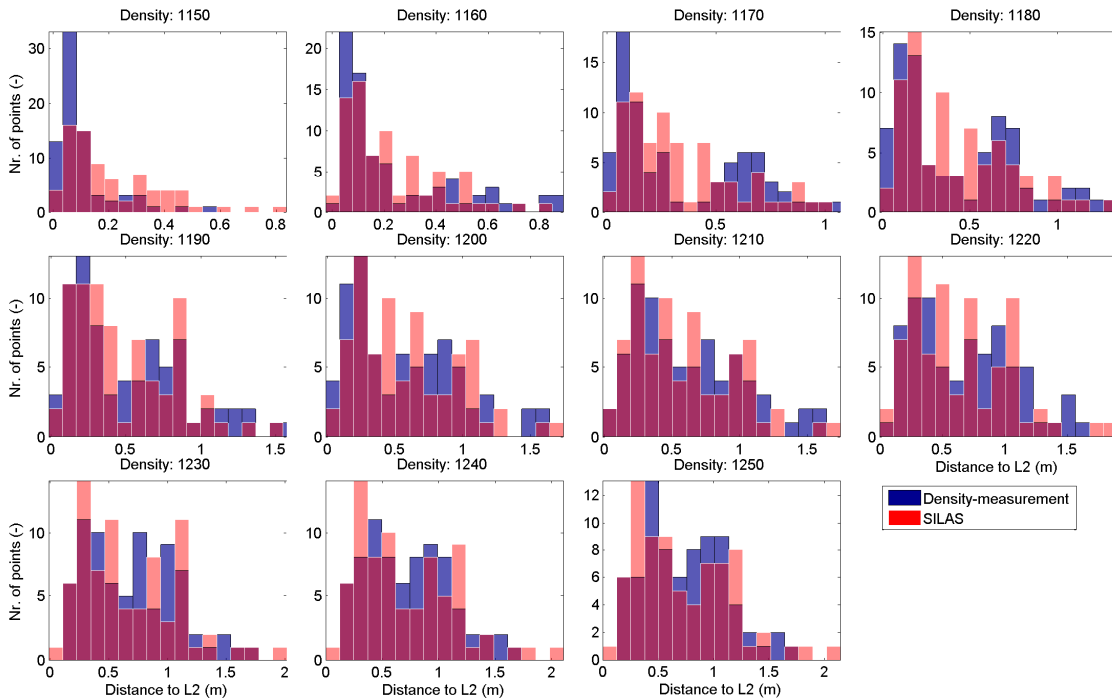 Density: 1150
Density: 1160
Density: 1170
Density: 1180
Nr. of points (-)
30
20
10
0
0 0.2 0.4 0.6 0.8
20
15
10
5
0
0 0.2 0.4 0.6 0.8
15
10
5
0
0 0.5 1
15
10
5
0
0 0.5 1
Density: 1190
Density: 1200
Density: 1210
Density: 1220
Nr. of points (-)
10
5
0
0 0.5 1 1.5
10
5
0
0 0.5 1 1.5
10
5
0
0 0.5 1 1.5
10
5
0
0 0.5 1 1.5
Distance to L2 (m)
Density: 1230
Density: 1240
Density: 1250
Nr. of points (-)
10
5
0
0 0.5 1 1.5 2
Distance to L2 (m)
10
5
0
0 0.5 1 1.5 2
Distance to L2 (m)
12
10
8
6
4
2
0
0 0.5 1 1.5 2
Distance to L2 (m)
Density-measurement
SILAS